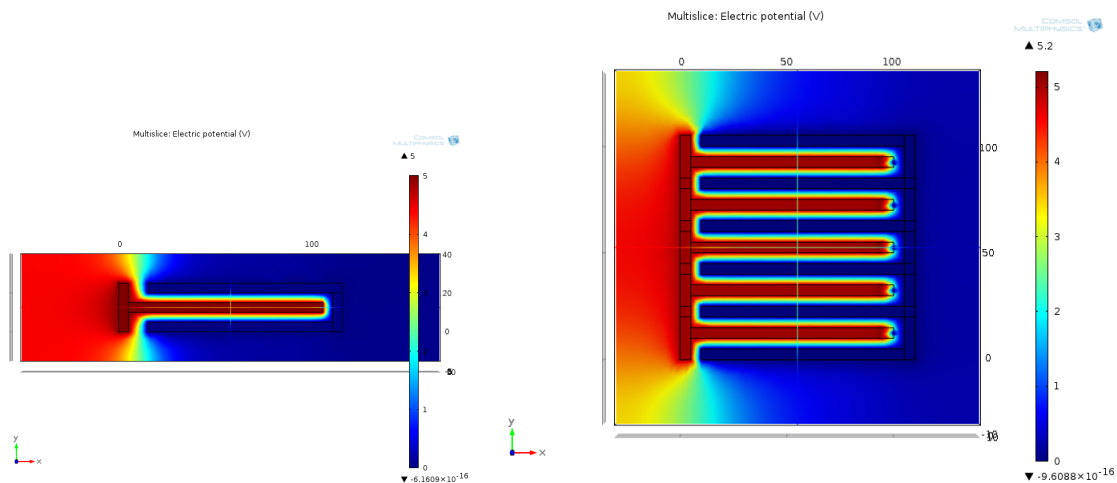 Multislice: Electric potential (V)
COMSOL
MULTIPHYSICS
▲ 5
0
100
5
4
40
3
20
2
0
1
0
▼ -6.1609×10⁻¹⁶
y
x
Multislice: Electric potential (V)
COMSOL
MULTIPHYSICS
▲ 5.2
0
50
100
100
50
0
5
4
3
2
1
0
▼ -9.6088×10⁻¹⁶
y
x